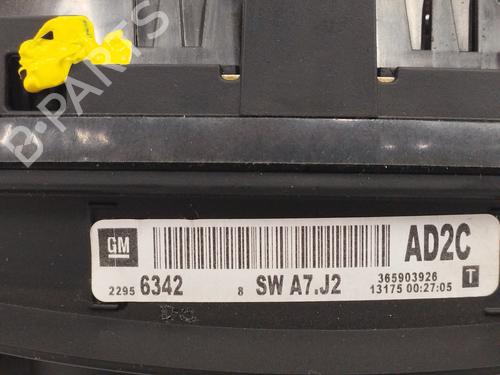 B-PARTS
GM
AD2C
2295 6342 8 SW A7.J2 365903926
13175 00:27:05 T